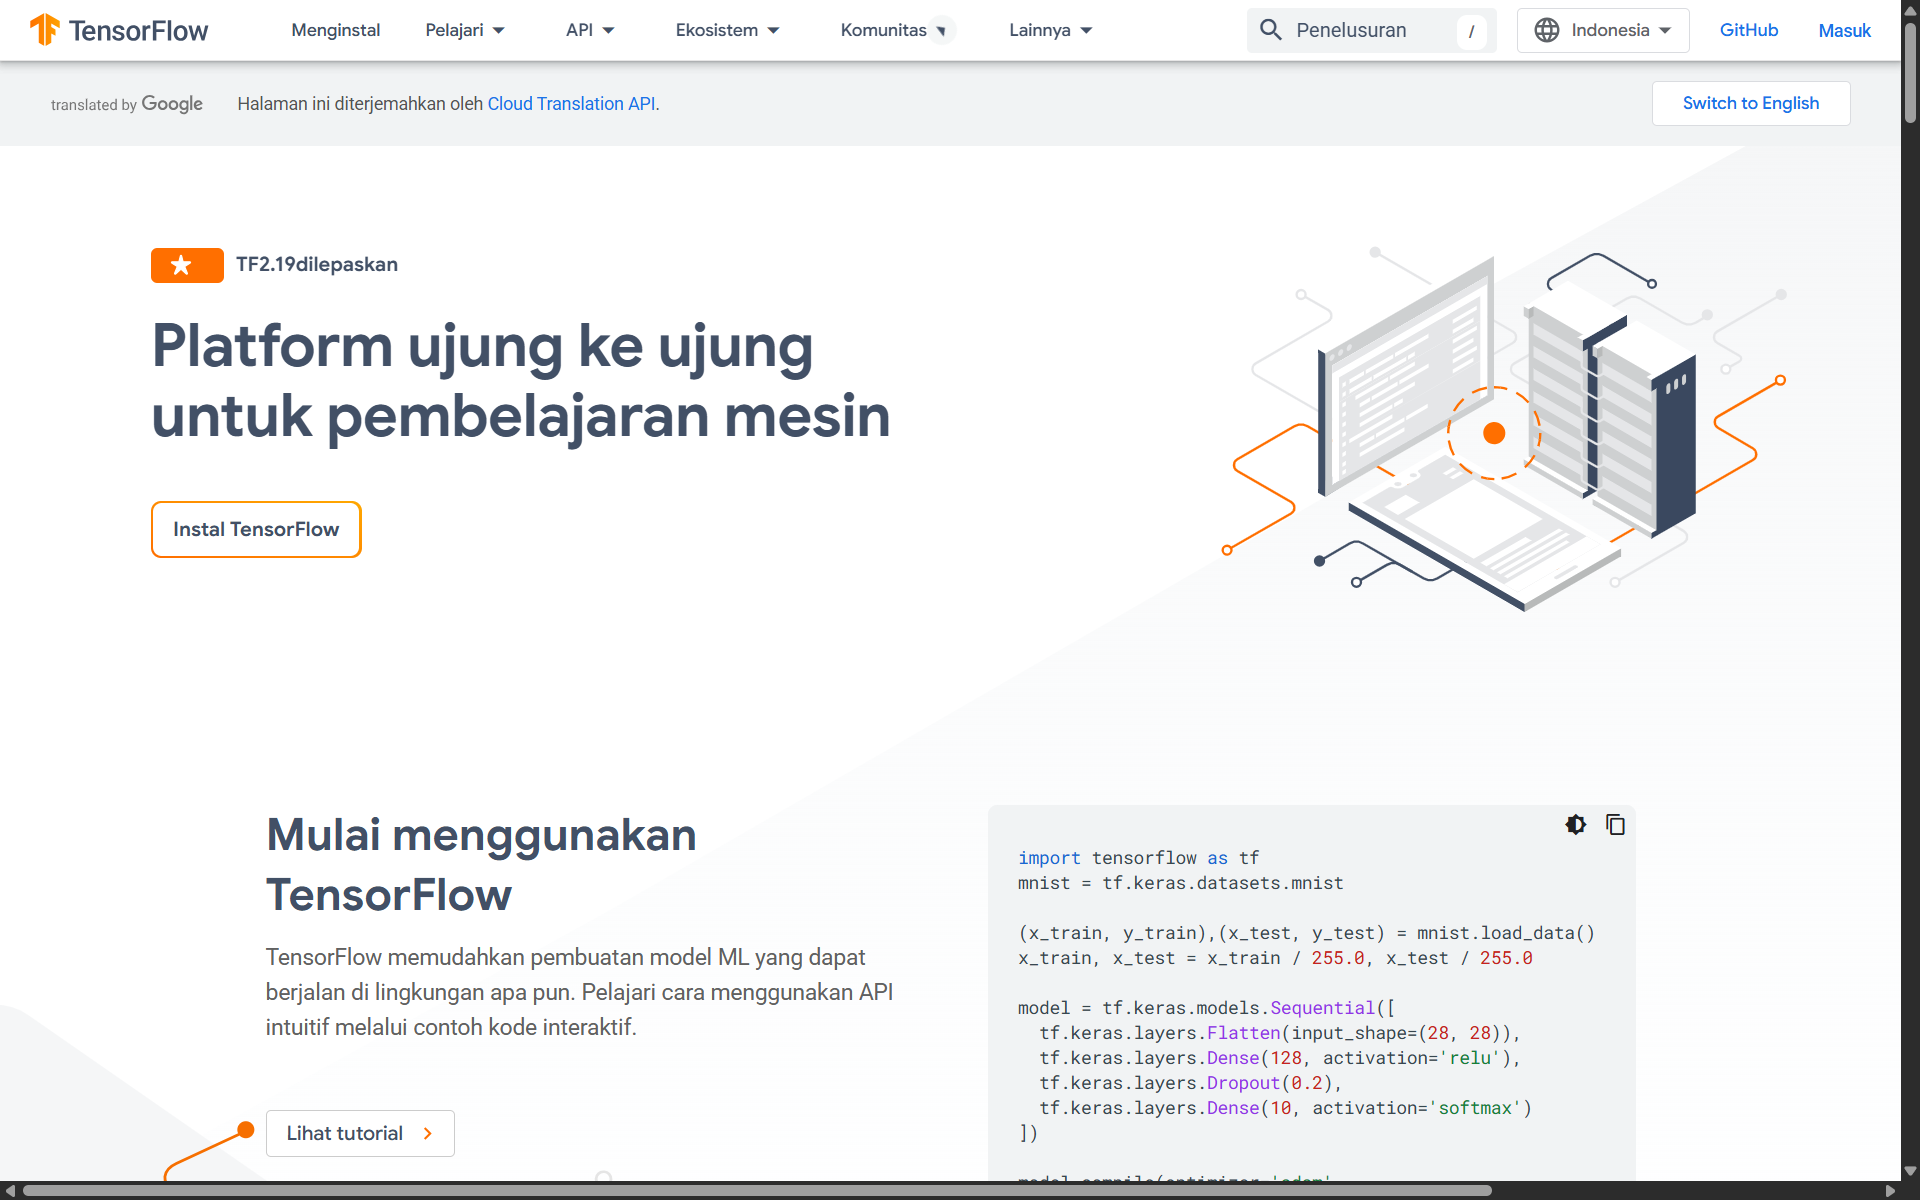 TensorFlow
Menginstal
Pelajari
API
Ekosistem
Komunitas
Lainnya
Penelusuran
/
Indonesia
GitHub
Masuk
translated by Google
Halaman ini diterjemahkan oleh Cloud Translation API.
Switch to English
TF2.19dilepaskan
Platform ujung ke ujung
untuk pembelajaran mesin
Instal TensorFlow
Mulai menggunakan
TensorFlow
TensorFlow memudahkan pembuatan model ML yang dapat
berjalan di lingkungan apa pun. Pelajari cara menggunakan API
intuitif melalui contoh kode interaktif.
Lihat tutorial
import tensorflow as tf
mnist = tf.keras.datasets.mnist
(x_train, y_train),(x_test, y_test) = mnist.load_data()
x_train, x_test = x_train / 255.0, x_test / 255.0
model = tf.keras.models.Sequential([
  tf.keras.layers.Flatten(input_shape=(28, 28)),
  tf.keras.layers.Dense(128, activation='relu'),
  tf.keras.layers.Dropout(0.2),
  tf.keras.layers.Dense(10, activation='softmax')
])
model.compile(optimizer='adam',